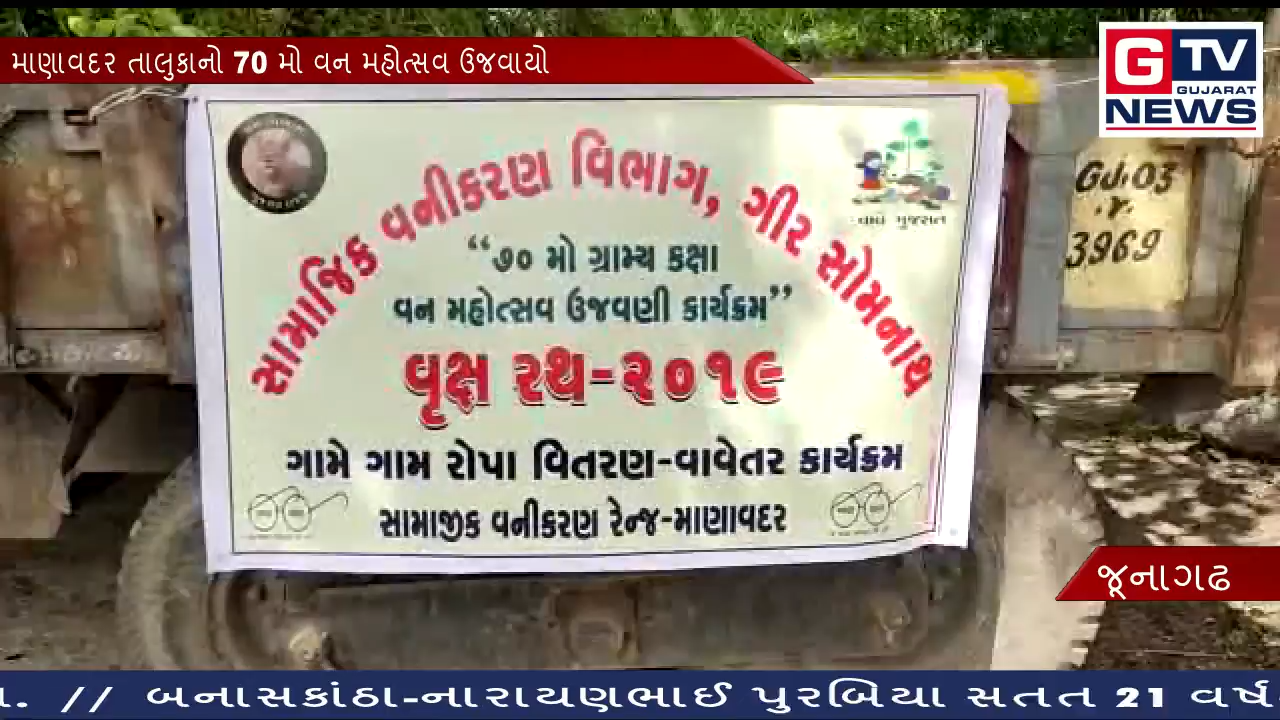 માણાવદર તાલુકાનો 70 મો વન મહોત્સવ ઉજવાયો
G TV
GUJARAT
NEWS
સામાજિક વનીકરણ વિભાગ, ગીર સોમનાથ
ગુજરાત
GJ.03
3969
“૭૦ મો ગ્રામ્ય કક્ષા
વન મહોત્સવ ઉજવણી કાર્યક્રમ”
વૃક્ષ રથ-૨૦૧૯
ગામે ગામ રોપા વિતરણ-વાવેતર કાર્યક્રમ
સામાજીક વનીકરણ રેન્જ-માણાવદર
જૂનાગઢ
// બનાસકાંઠા-નારાયણભાઈ પુરબિયા સતત 21 વર્ષ